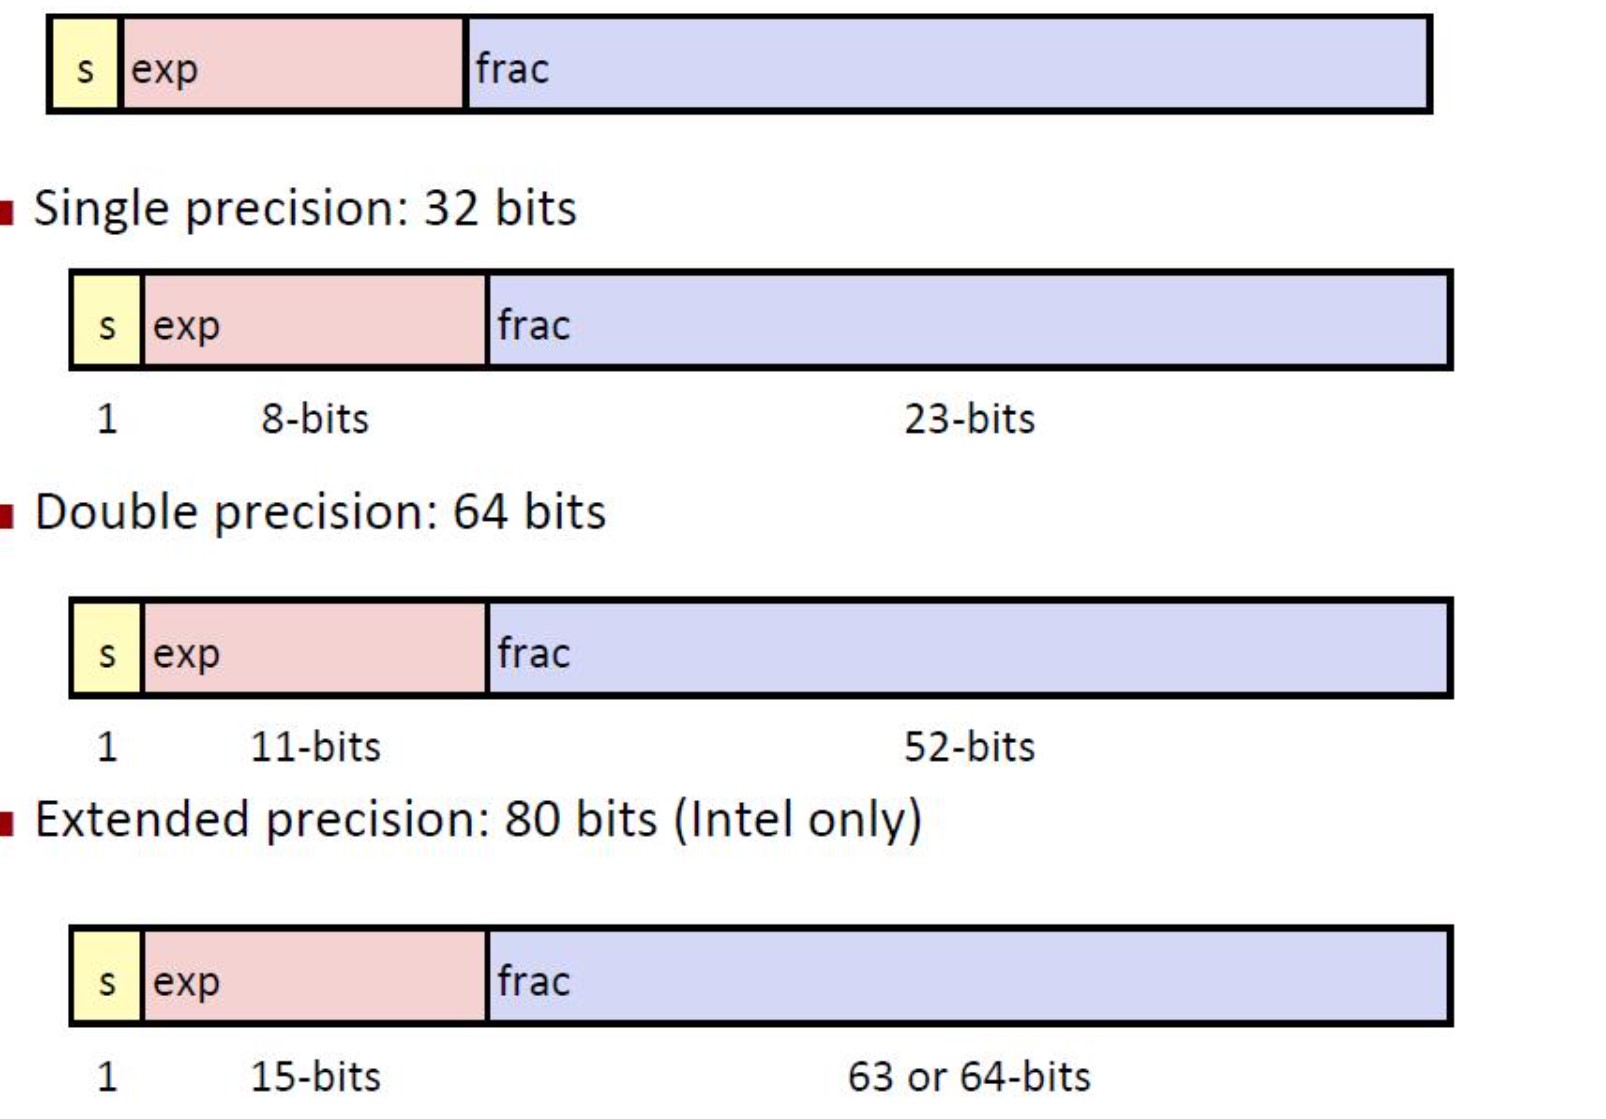 s exp frac
Single precision: 32 bits
s exp frac
1 8-bits 23-bits
Double precision: 64 bits
s exp frac
1 11-bits 52-bits
Extended precision: 80 bits (Intel only)
s exp frac
1 15-bits 63 or 64-bits